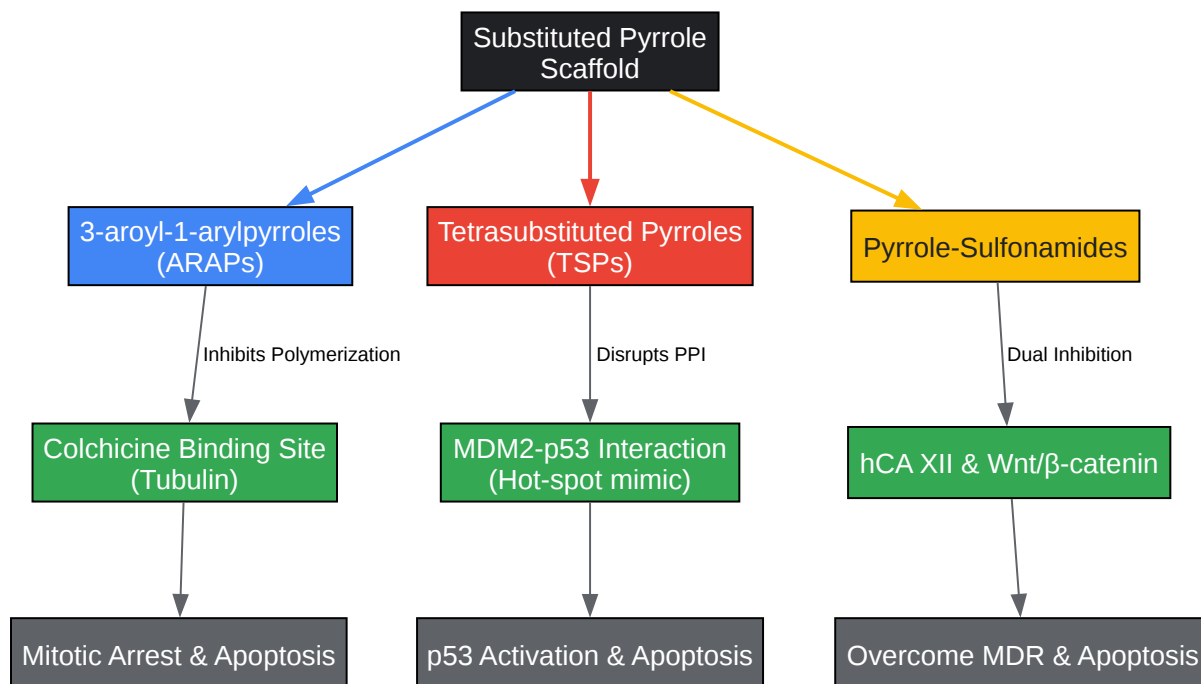 Substituted Pyrrole
Scaffold
3-aroyl-1-arylpyrroles
(ARAPs)
Tetrasubstituted Pyrroles
(TSPs)
Pyrrole-Sulfonamides
Inhibits Polymerization
Disrupts PPI
Dual Inhibition
Colchicine Binding Site
(Tubulin)
MDM2-p53 Interaction
(Hot-spot mimic)
hCA XII & Wnt/β-catenin
Mitotic Arrest & Apoptosis
p53 Activation & Apoptosis
Overcome MDR & Apoptosis